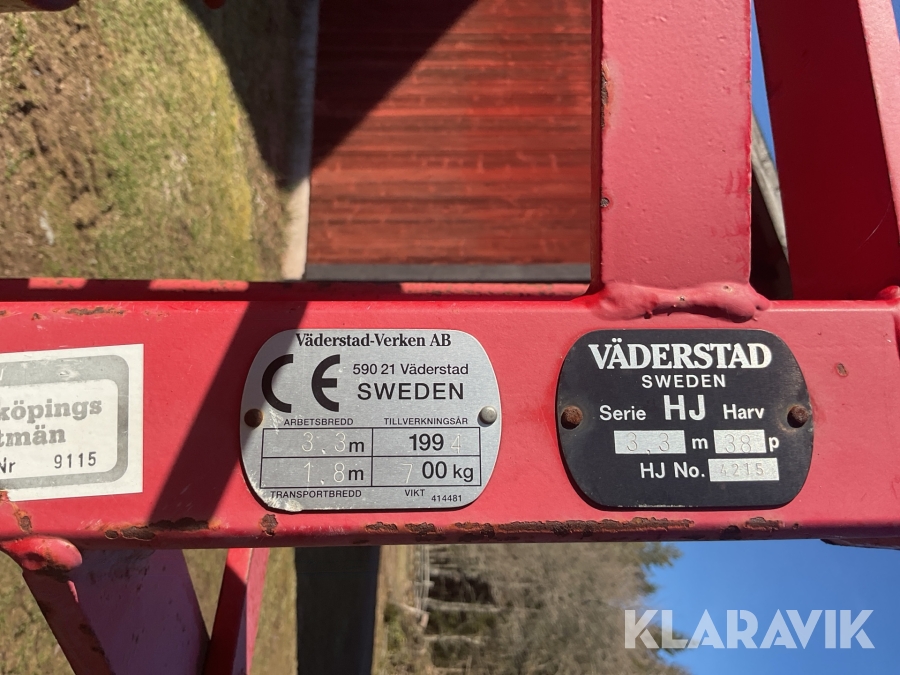 köpings
tmän
Nr 9115
Väderstad-Verken AB
CE 590 21 Väderstad
SWEDEN
ARBETSBREDD TILLVERKNINGSÅR
3,3 m 1994
1,8 m 700 kg
TRANSPORTBREDD VIKT 414481
VÄDERSTAD
SWEDEN
Serie HJ Harv
3,3 m 38 p
HJ No. 4215
KLARAVIK